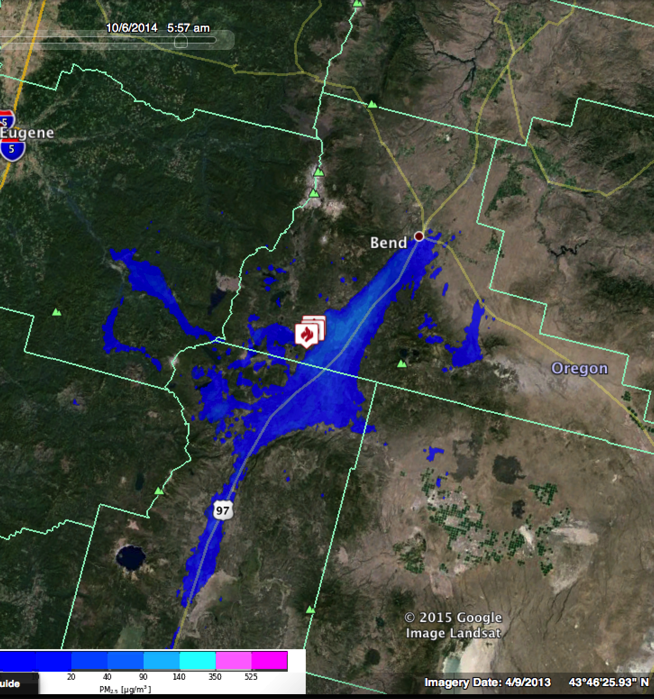 10/6/2014 5:57 am
5
Eugene
5
Bend
Oregon
97
© 2015 Google
Image Landsat
20 40 90 140 350 525
PM2.5 [µg/m³]
uide
Imagery Date: 4/9/2013 43°46'25.93" N